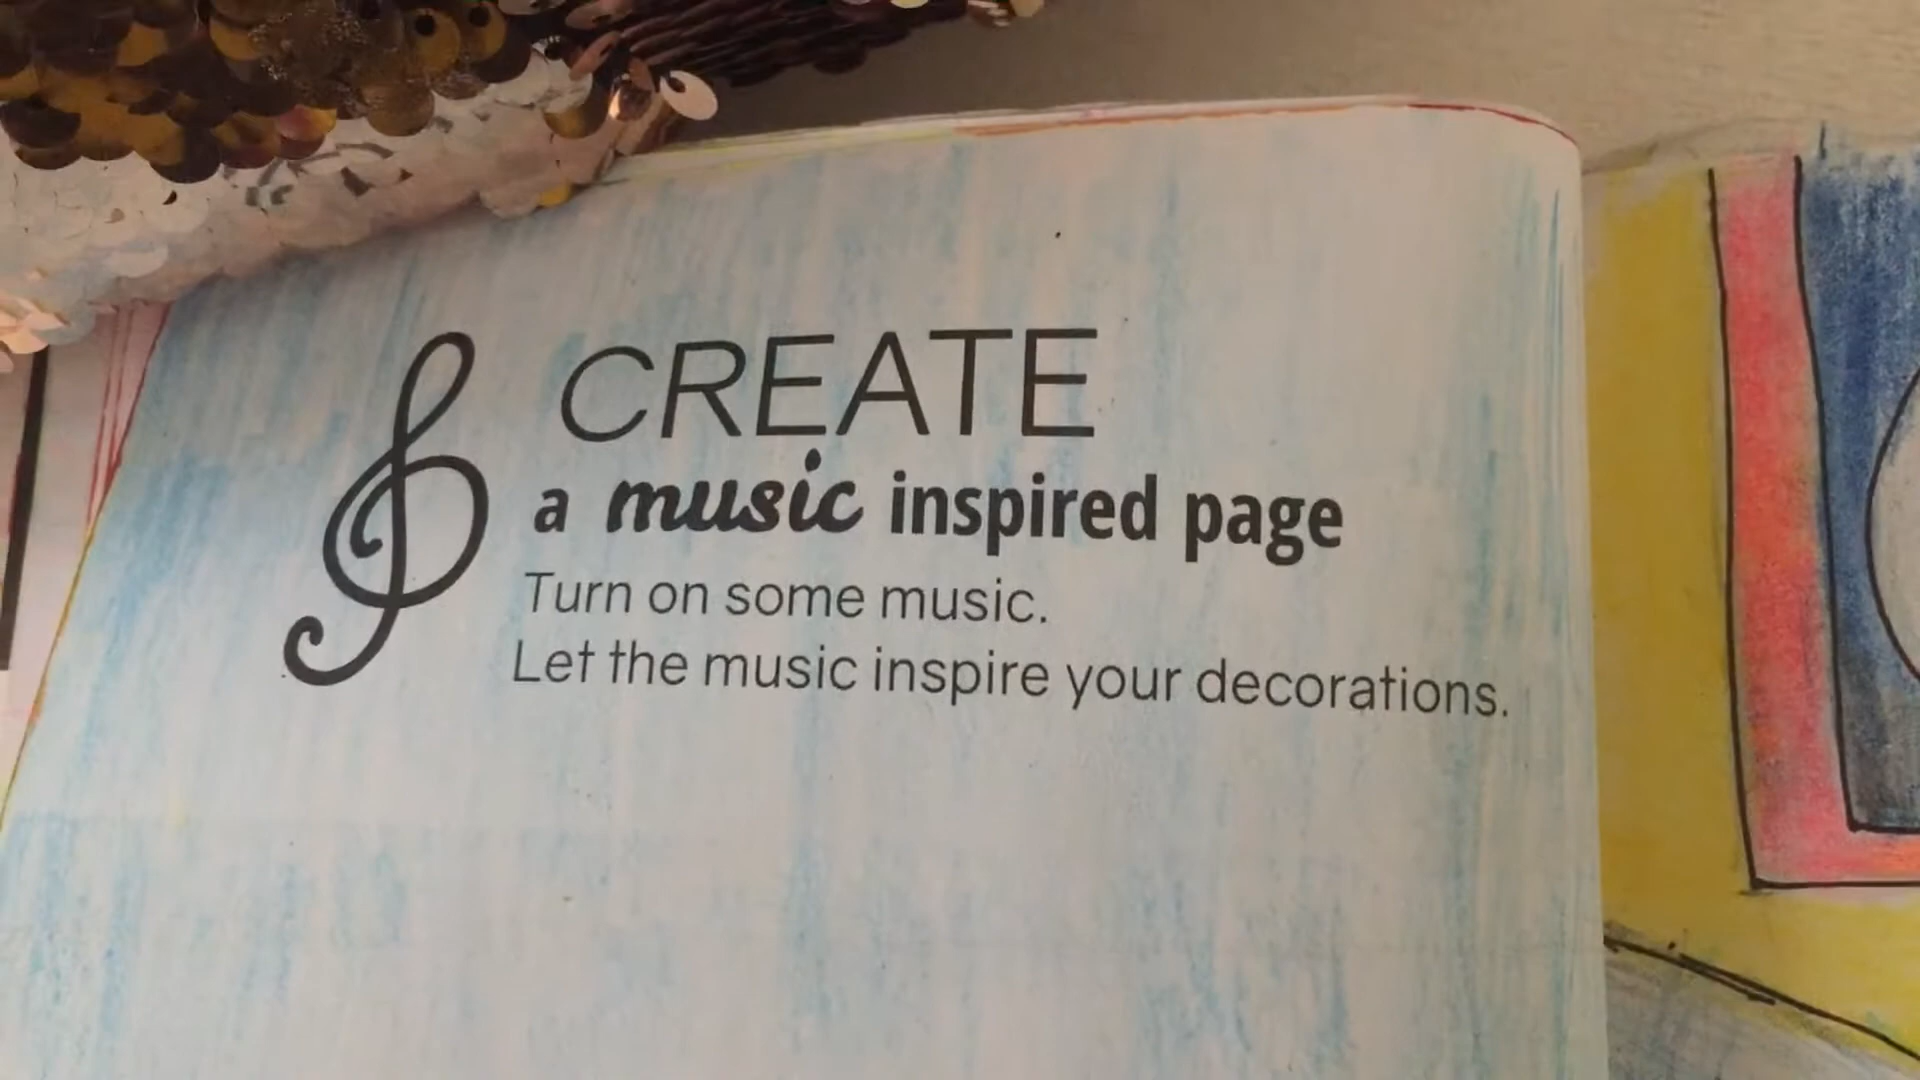 CREATE
a music inspired page
Turn on some music.
Let the music inspire your decorations.